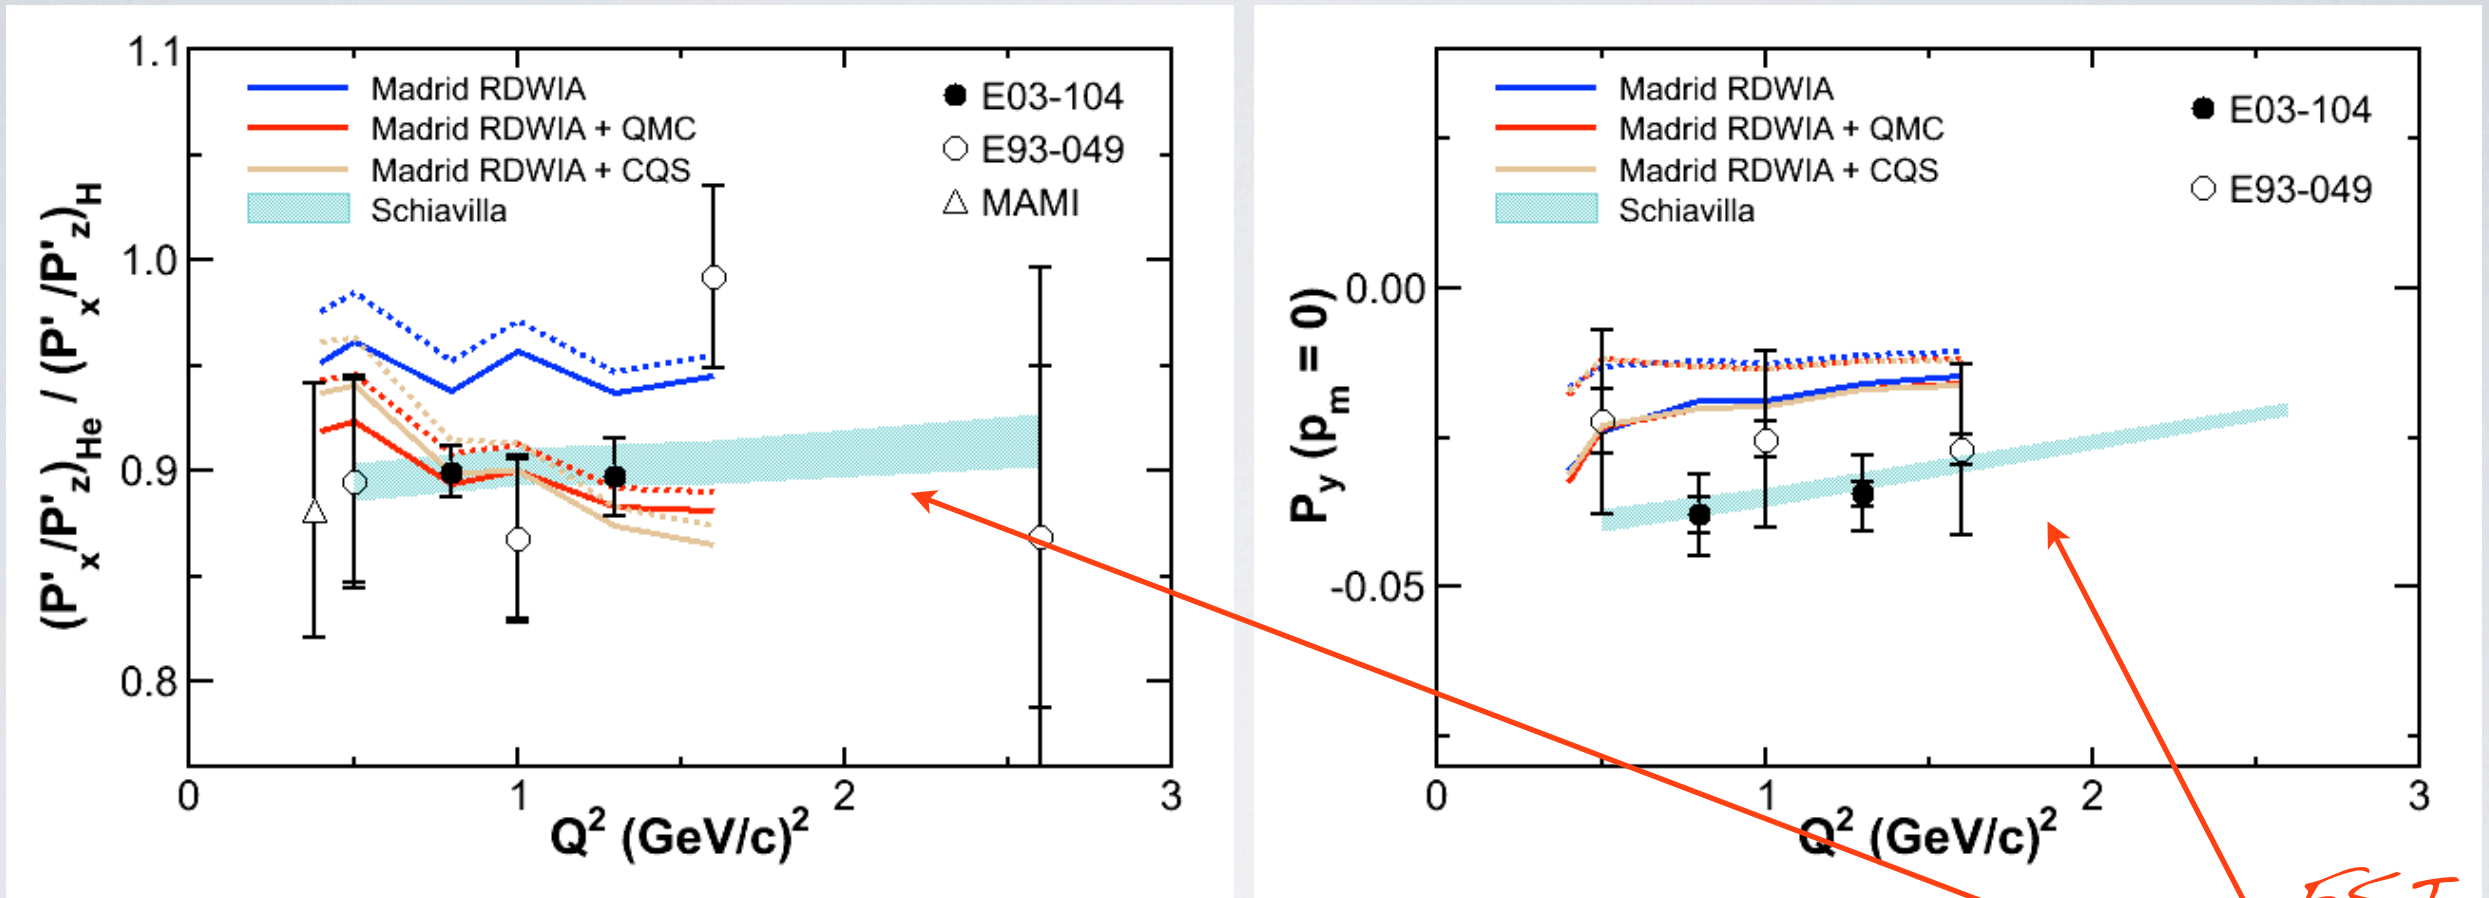 1.1
1.0
0.9
0.8
(P'x/P'z)He / (P'x/P'z)H
Madrid RDWIA
Madrid RDWIA + QMC
Madrid RDWIA + CQS
Schiavilla
E03-104
E93-049
MAMI
0
1
2
3
Q² (GeV/c)²
0.00
-0.05
Py (pm = 0)
Madrid RDWIA
Madrid RDWIA + QMC
Madrid RDWIA + CQS
Schiavilla
E03-104
E93-049
0
1
2
3
Q² (GeV/c)²
FSI